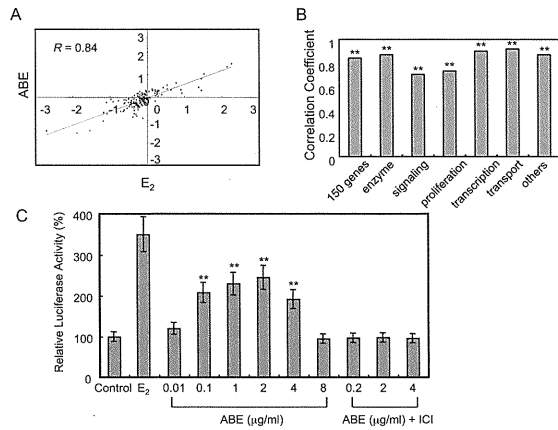 A
R = 0.84
ABE
3
2
1
-3 -2 -1 0 1 2 3
-1
-2
-3
E2
B
Correlation Coefficient
1
0.8
0.6
0.4
0.2
0
** ** ** ** ** ** **
150 genes
enzyme
signaling
proliferation
transcription
transport
others
C
Relative Luciferase Activity (%)
400
300
200
100
0
** ** ** **
Control E2 0.01 0.1 1 2 4 8 0.2 2 4
ABE (µg/ml) ABE (µg/ml) + ICI